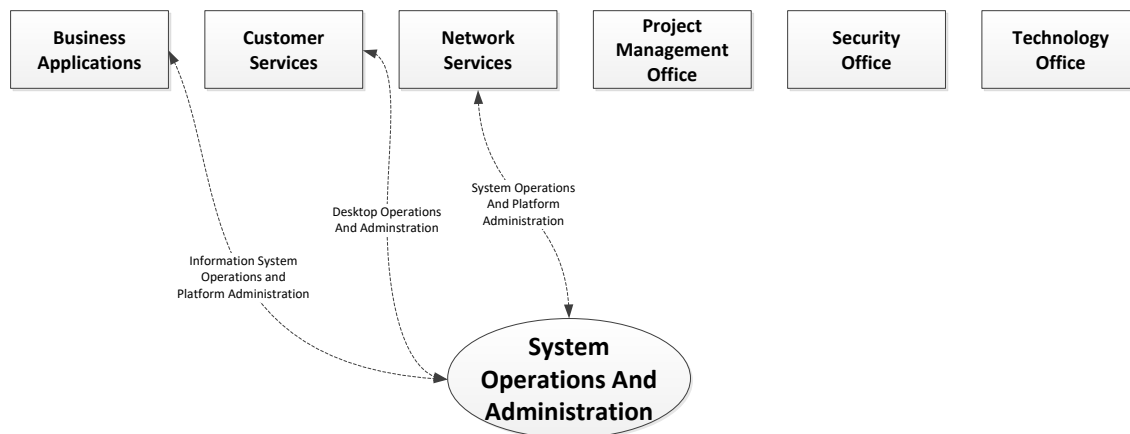 Business
Applications
Customer
Services
Network
Services
Project
Management
Office
Security
Office
Technology
Office
System Operations
And Platform
Administration
Desktop Operations
And Adminstration
Information System
Operations and
Platform Administration
System
Operations And
Administration